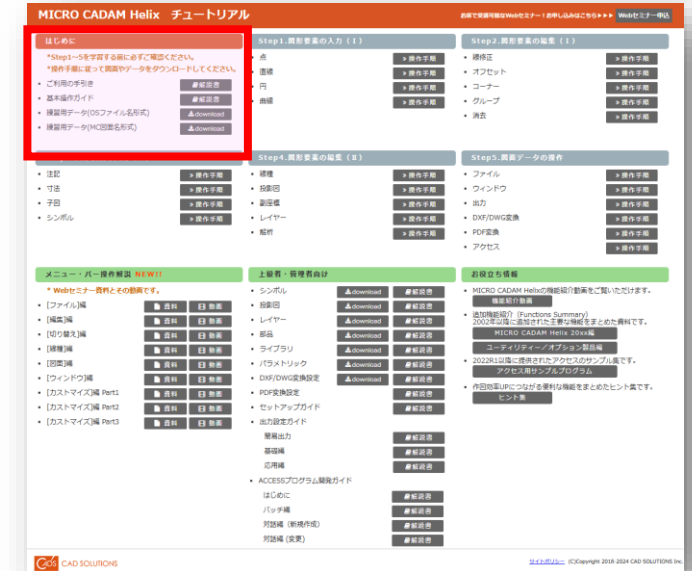 MICRO CADAM Helix チュートリアル
お席で受講可能なWebセミナー！お申し込みはこちら▶▶▶ Webセミナー申込
はじめに
*Step1～5を学習する前に必ずご確認ください。
*操作手順に従って図面やデータをダウンロードしてください。
・ご利用の手引き 解説書
・基本操作ガイド 解説書
・練習用データ(OSファイル名形式) download
・練習用データ(MC図面名形式) download
Step1.図形要素の入力（Ⅰ）
・点 » 操作手順
・直線 » 操作手順
・円 » 操作手順
・曲線 » 操作手順
Step2.図形要素の編集（Ⅰ）
・線修正 » 操作手順
・オフセット » 操作手順
・コーナー » 操作手順
・グループ » 操作手順
・消去 » 操作手順
・注記 » 操作手順
・寸法 » 操作手順
・子図 » 操作手順
・シンボル » 操作手順
Step4.図形要素の編集（Ⅱ）
・線種 » 操作手順
・投影図 » 操作手順
・副座標 » 操作手順
・レイヤー » 操作手順
・解析 » 操作手順
Step5.図面データの操作
・ファイル » 操作手順
・ウィンドウ » 操作手順
・出力 » 操作手順
・DXF/DWG変換 » 操作手順
・PDF変換 » 操作手順
・アクセス » 操作手順
メニュー・バー操作解説 NEW!!
* Webセミナー資料とその動画です。
・[ファイル]編 資料 動画
・[編集]編 資料 動画
・[切り替え]編 資料 動画
・[線種]編 資料 動画
・[図面]編 資料 動画
・[ウィンドウ]編 資料 動画
・[カストマイズ]編 Part1 資料 動画
・[カストマイズ]編 Part2 資料 動画
・[カストマイズ]編 Part3 資料 動画
上級者・管理者向け
・シンボル download 解説書
・投影図 download 解説書
・レイヤー download 解説書
・部品 download 解説書
・ライブラリ download 解説書
・パラメトリック download 解説書
・DXF/DWG変換設定 download 解説書
・PDF変換設定 解説書
・セットアップガイド 解説書
・出力設定ガイド
簡易出力 解説書
基礎編 解説書
応用編 解説書
・ACCESSプログラム開発ガイド
はじめに 解説書
バッチ編 解説書
対話編（新規作成） 解説書
対話編（変更） 解説書
お役立ち情報
・MICRO CADAM Helixの機能紹介動画をご覧いただけます。
機能紹介動画
・追加機能紹介（Functions Summary）
2002年以降に追加された主要な機能をまとめた資料です。
MICRO CADAM Helix 20xx編
ユーティリティー／オプション製品編
・2022R1以降に提供されたアクセスのサンプル集です。
アクセス用サンプルプログラム
・作図効率UPにつながる便利な機能をまとめたヒント集です。
ヒント集
CADS CAD SOLUTIONS
サイトポリシー (C)Copyright 2018-2024 CAD SOLUTIONS Inc.